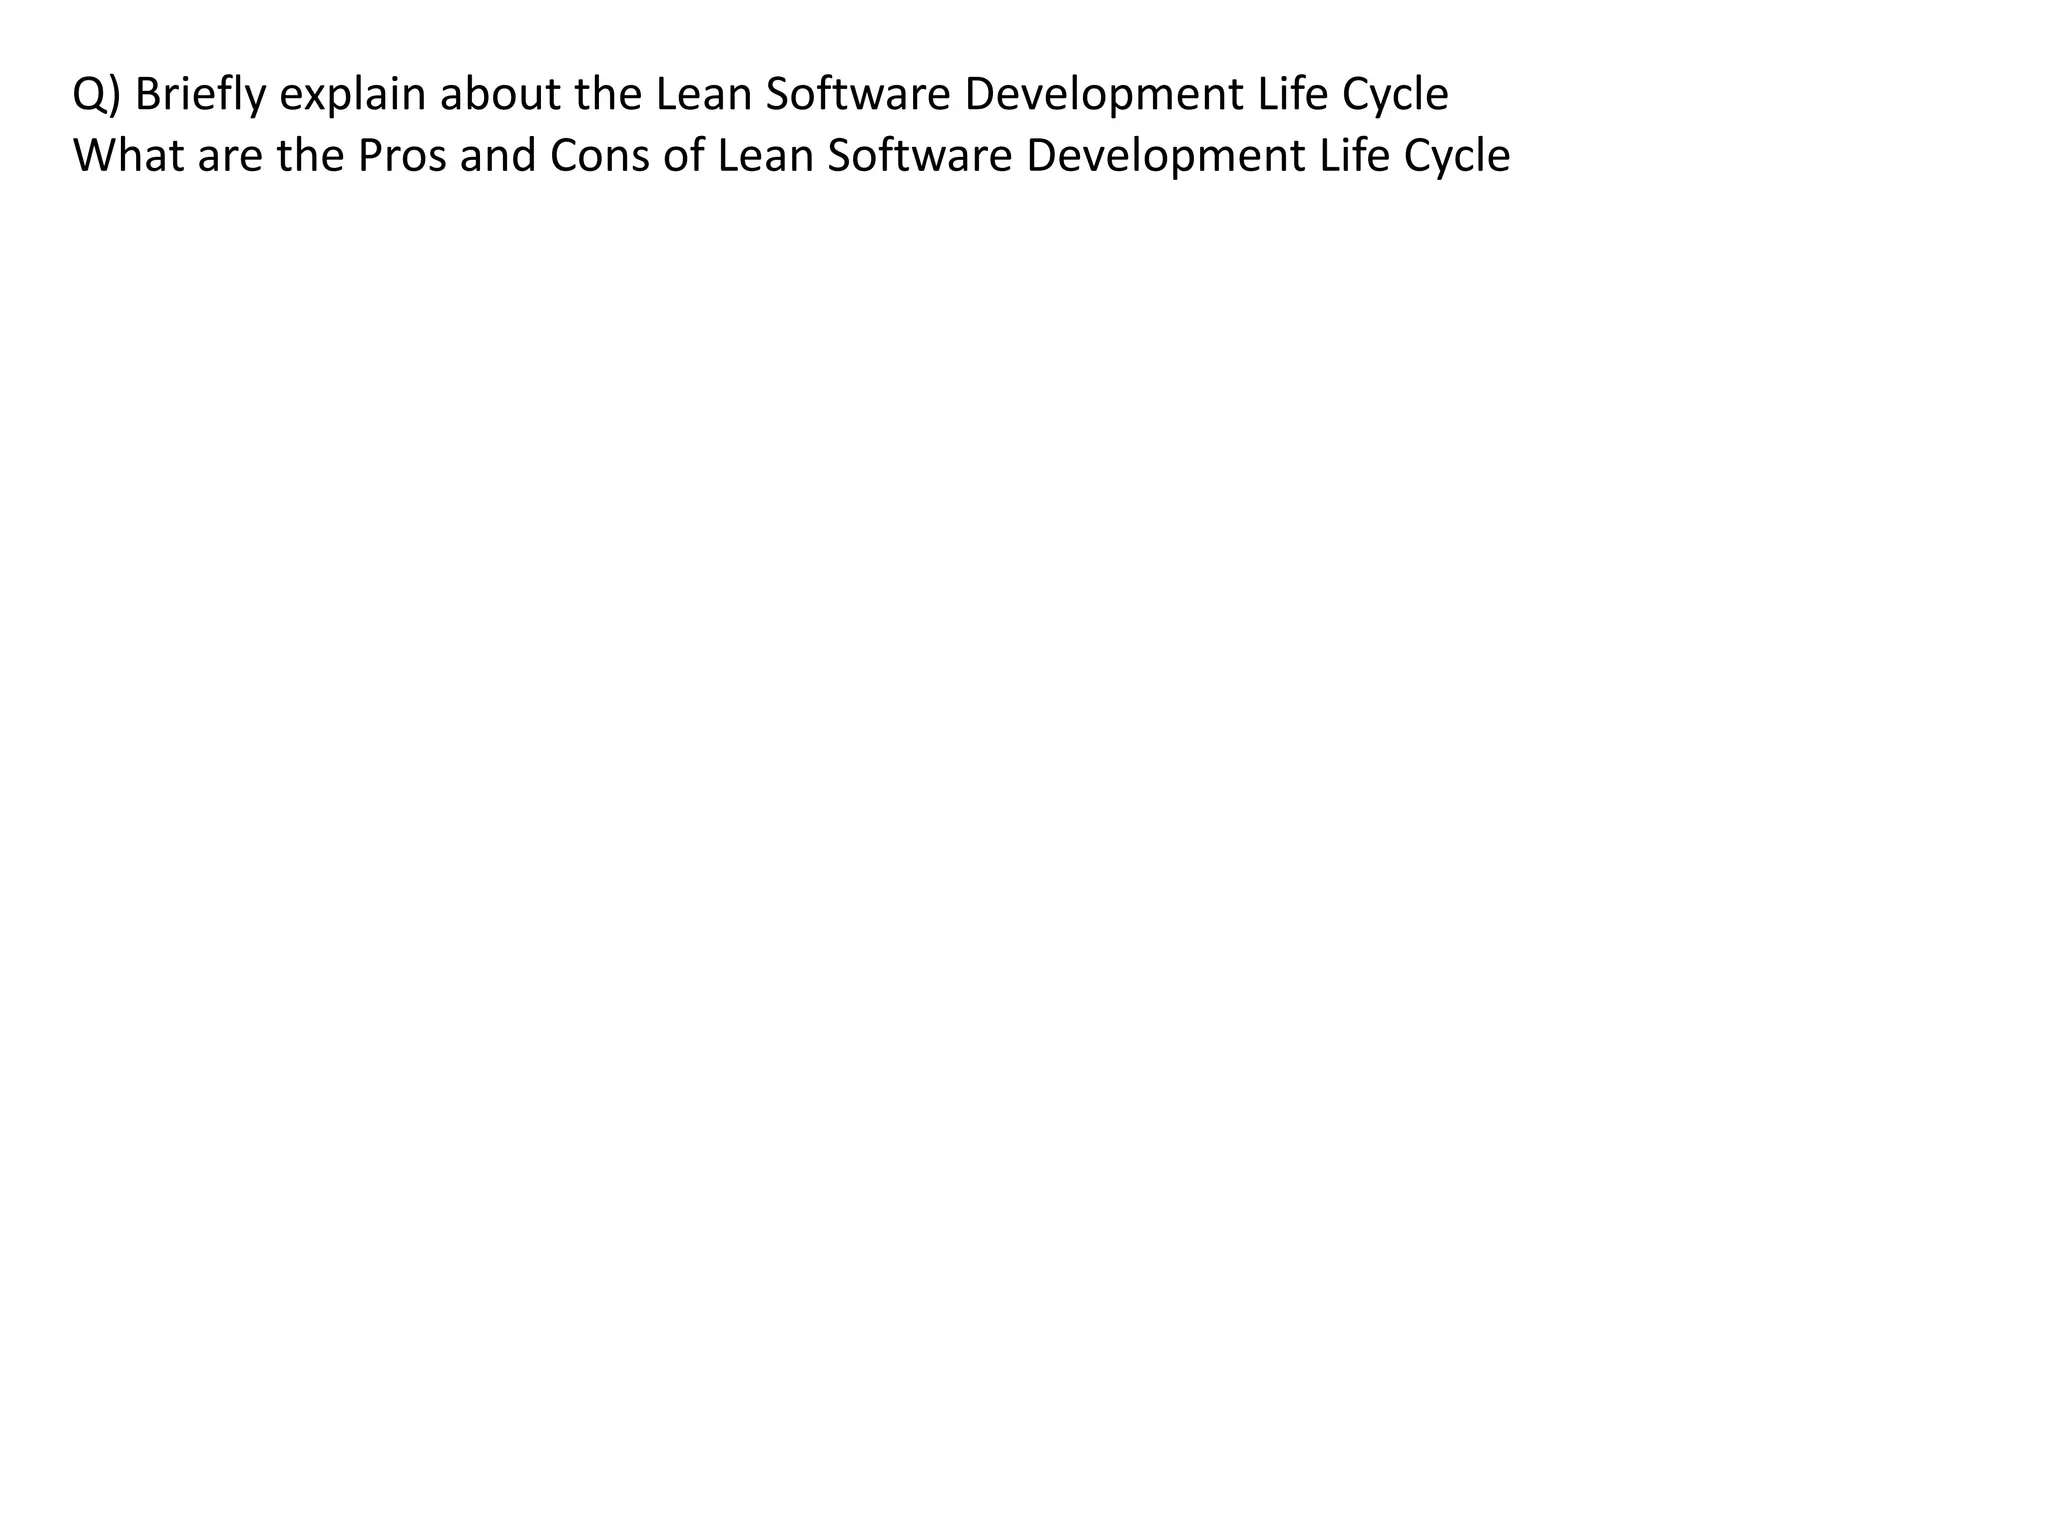 Q) Briefly explain about the Lean Software Development Life Cycle
What are the Pros and Cons of Lean Software Development Life Cycle